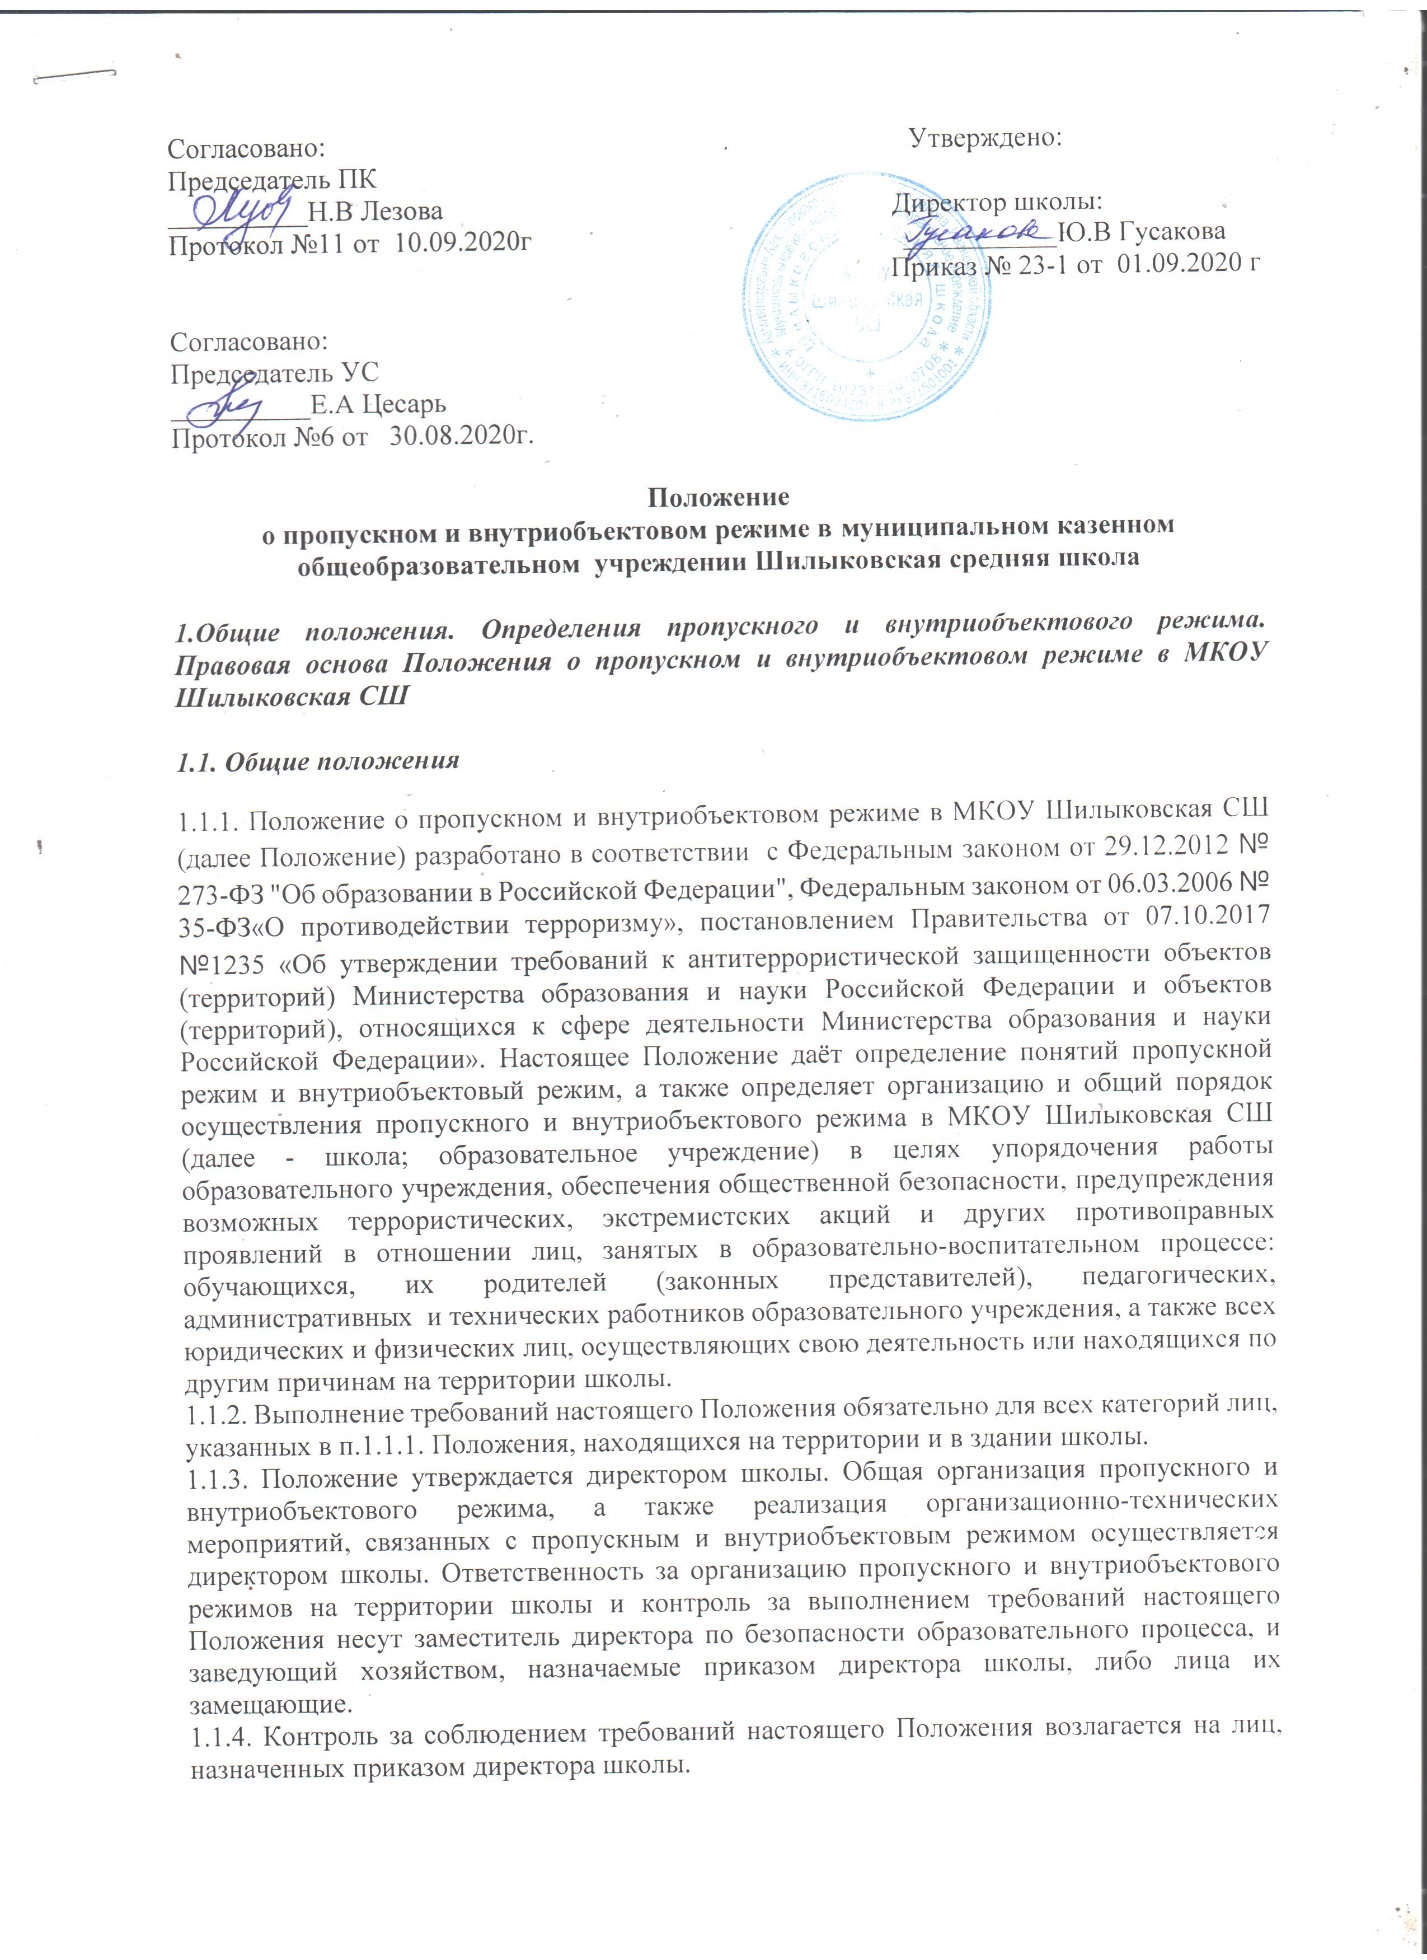 Согласовано:
Председатель ПК
__________Н.В Лезова
Протокол №11 от  10.09.2020г
Утверждено:
Директор школы:
Гусакова
___________Ю.В Гусакова
Приказ № 23-1 от  01.09.2020 г
Согласовано:
Председатель УС
__________Е.А Цесарь
Протокол №6 от   30.08.2020г.
Положение
о пропускном и внутриобъектовом режиме в муниципальном казенном
общеобразовательном  учреждении Шилыковская средняя школа
1.Общие положения. Определения пропускного и внутриобъектового режима.
Правовая основа Положения о пропускном и внутриобъектовом режиме в МКОУ
Шилыковская СШ
1.1. Общие положения
1.1.1. Положение о пропускном и внутриобъектовом режиме в МКОУ Шилыковская СШ
(далее Положение) разработано в соответствии  с Федеральным законом от 29.12.2012 №
273-ФЗ "Об образовании в Российской Федерации", Федеральным законом от 06.03.2006 №
35-ФЗ«О противодействии терроризму», постановлением Правительства от 07.10.2017
№1235 «Об утверждении требований к антитеррористической защищенности объектов
(территорий) Министерства образования и науки Российской Федерации и объектов
(территорий), относящихся к сфере деятельности Министерства образования и науки
Российской Федерации». Настоящее Положение даёт определение понятий пропускной
режим и внутриобъектовый режим, а также определяет организацию и общий порядок
осуществления пропускного и внутриобъектового режима в МКОУ Шилыковская СШ
(далее - школа; образовательное учреждение) в целях упорядочения работы
образовательного учреждения, обеспечения общественной безопасности, предупреждения
возможных террористических, экстремистских акций и других противоправных
проявлений в отношении лиц, занятых в образовательно-воспитательном процессе:
обучающихся, их родителей (законных представителей), педагогических,
административных  и технических работников образовательного учреждения, а также всех
юридических и физических лиц, осуществляющих свою деятельность или находящихся по
другим причинам на территории школы.
1.1.2. Выполнение требований настоящего Положения обязательно для всех категорий лиц,
указанных в п.1.1.1. Положения, находящихся на территории и в здании школы.
1.1.3. Положение утверждается директором школы. Общая организация пропускного и
внутриобъектового режима, а также реализация организационно-технических
мероприятий, связанных с пропускным и внутриобъектовым режимом осуществляется
директором школы. Ответственность за организацию пропускного и внутриобъектового
режимов на территории школы и контроль за выполнением требований настоящего
Положения несут заместитель директора по безопасности образовательного процесса, и
заведующий хозяйством, назначаемые приказом директора школы, либо лица их
замещающие.
1.1.4. Контроль за соблюдением требований настоящего Положения возлагается на лиц,
назначенных приказом директора школы.